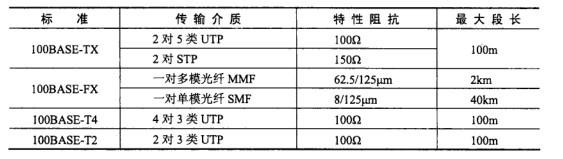 标 准 传 输 介 质 特 性 阻 抗 最 大 段 长
100BASE-TX 2 对 5 类 UTP 100Ω 100m
2 对 STP 150Ω
100BASE-FX 一对多模光纤 MMF 62.5/125μm 2km
一对单模光纤 SMF 8/125μm 40km
100BASE-T4 4 对 3 类 UTP 100Ω 100m
100BASE-T2 2 对 3 类 UTP 100Ω 100m